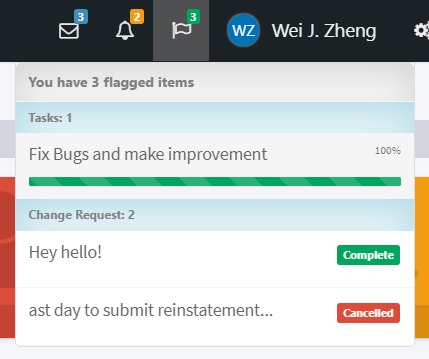 3 2 3
WZ Wei J. Zheng
You have 3 flagged items
Tasks: 1
Fix Bugs and make improvement 100%
Change Request: 2
Hey hello! Complete
ast day to submit reinstatement... Cancelled